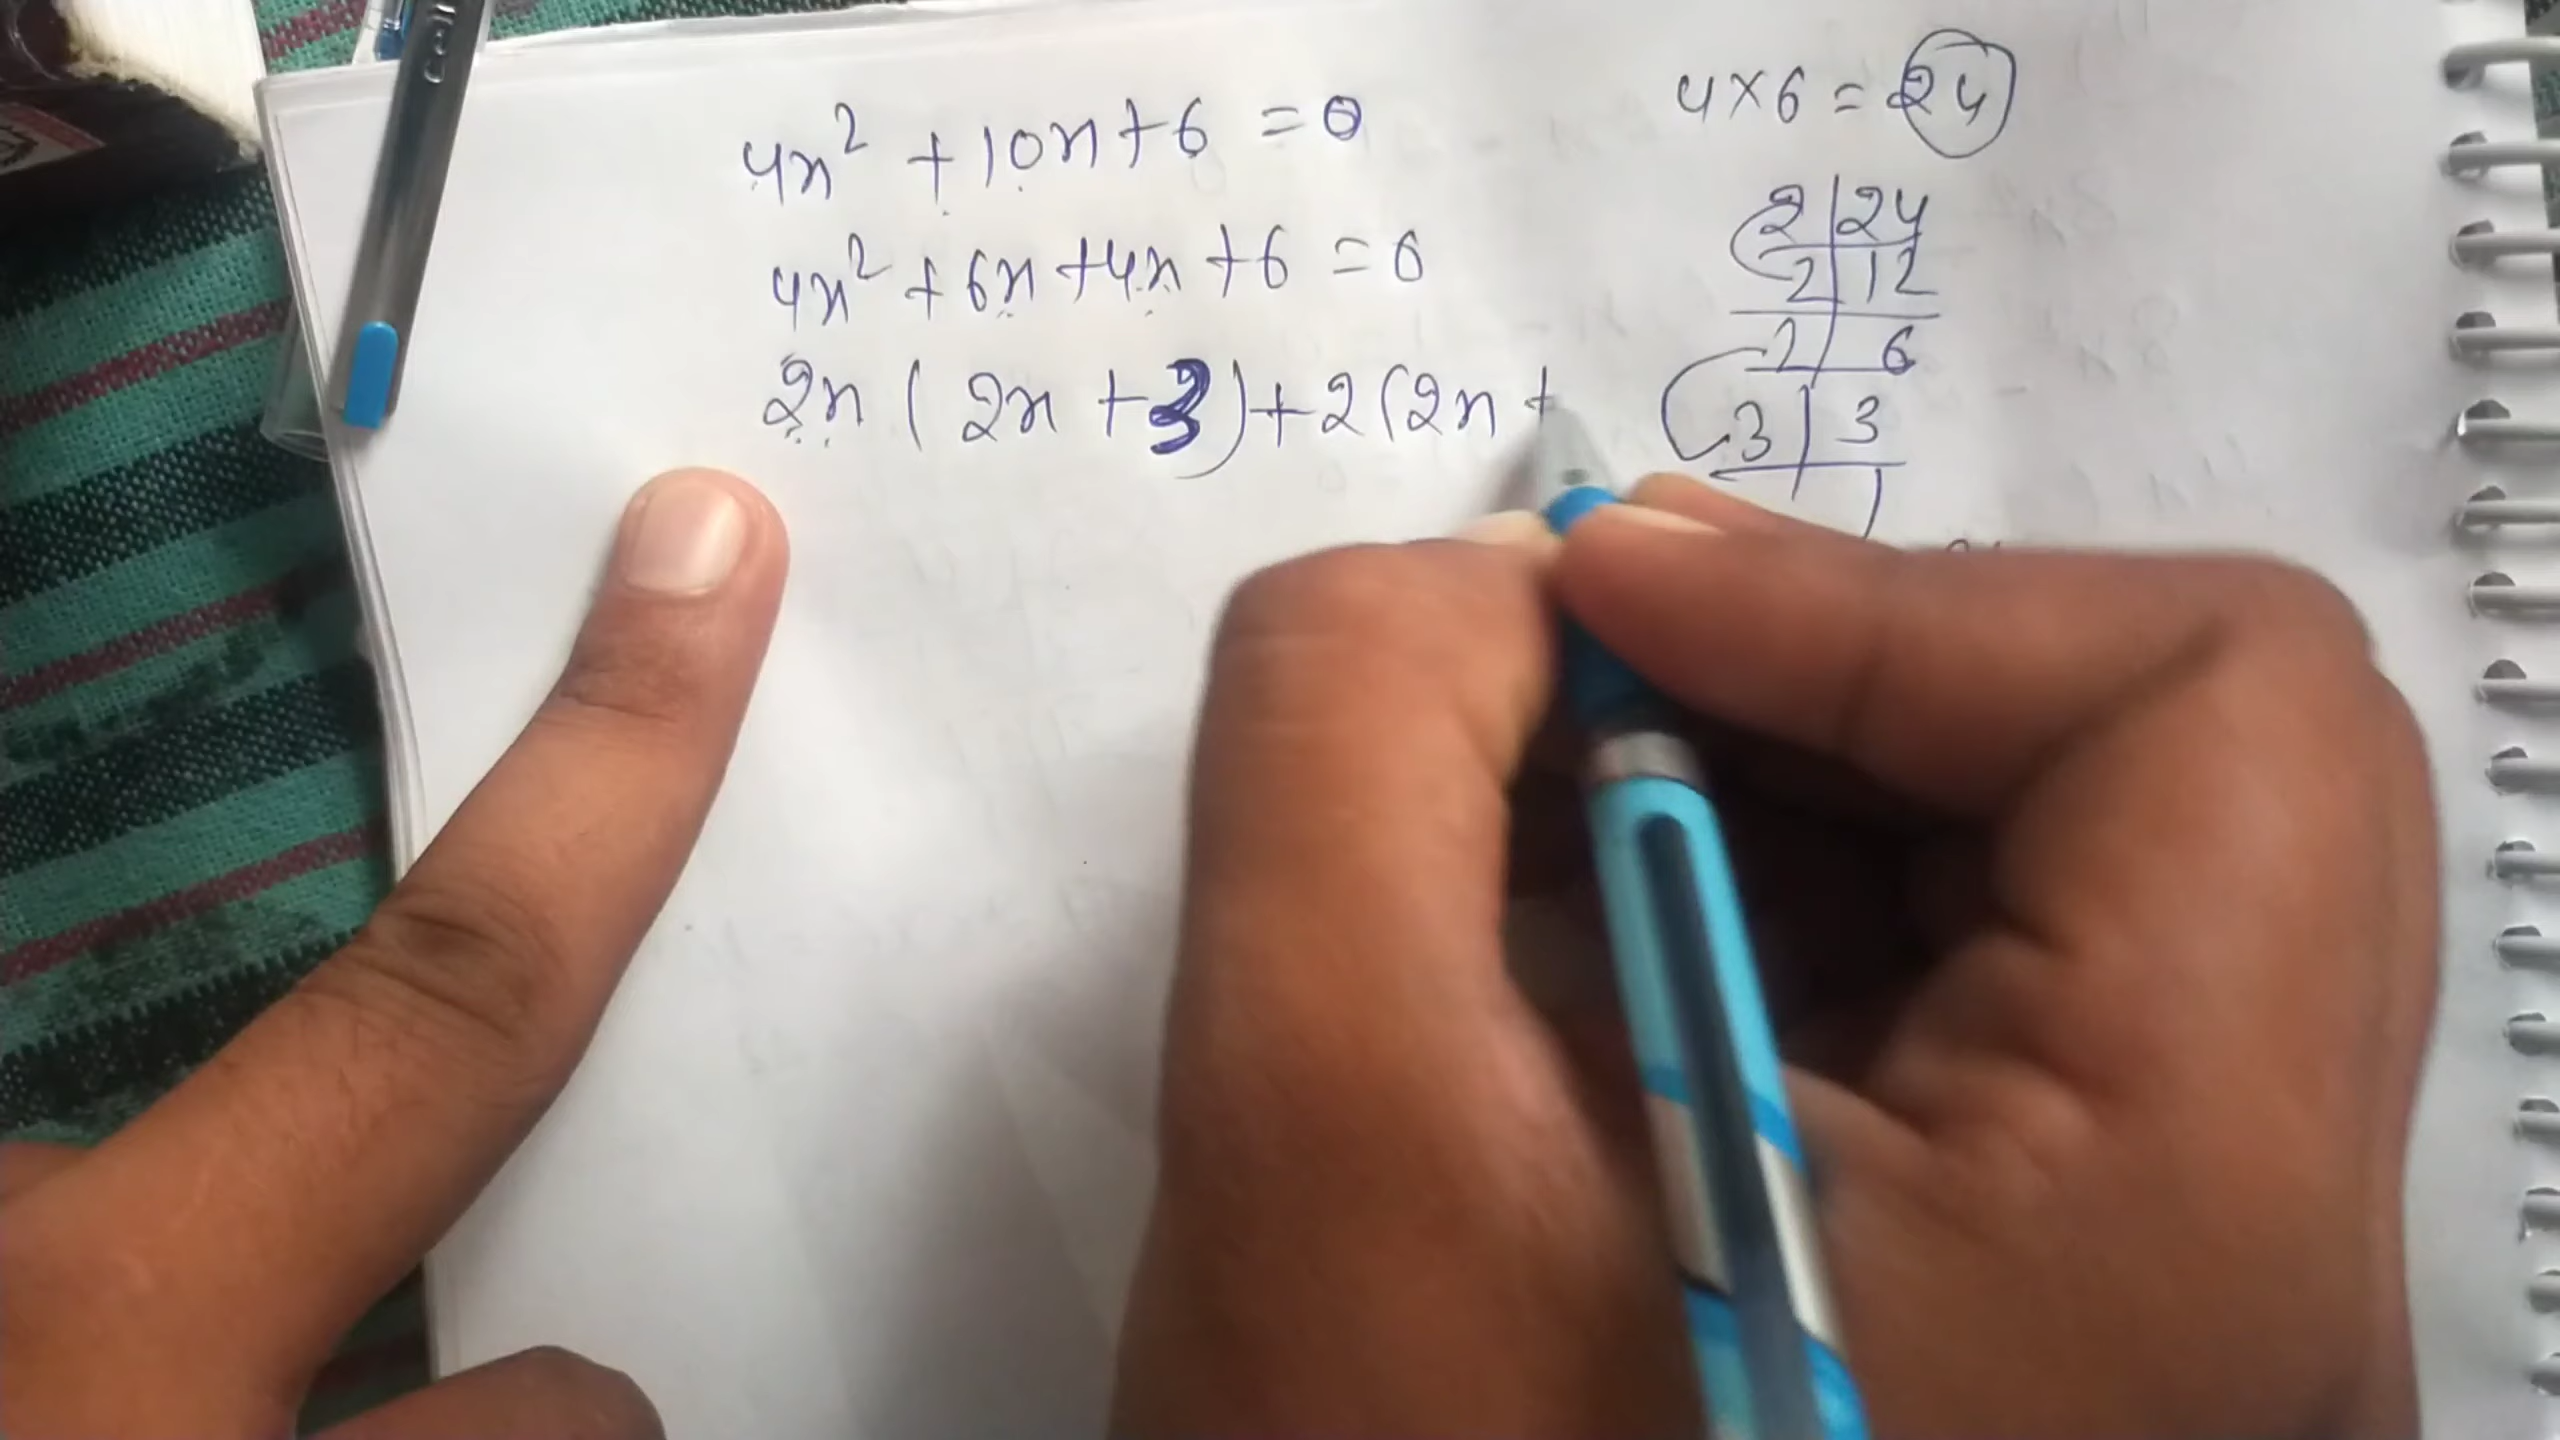 cell
4x² + 10x + 6 = 0
4x² + 6x + 4x + 6 = 0
2x ( 2x + 3 ) + 2 ( 2x +
4 × 6 = 24
2 | 24
2 | 12
2 | 6
3 | 3
1